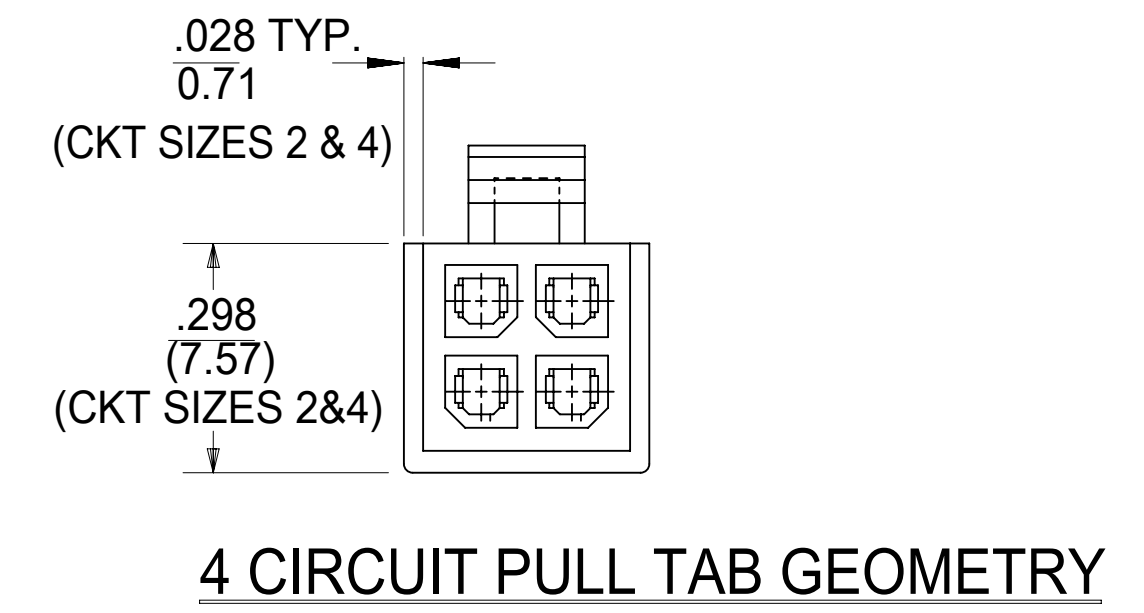 .028 TYP.
0.71
(CKT SIZES 2 & 4)
.298
(7.57)
(CKT SIZES 2&4)
4 CIRCUIT PULL TAB GEOMETRY